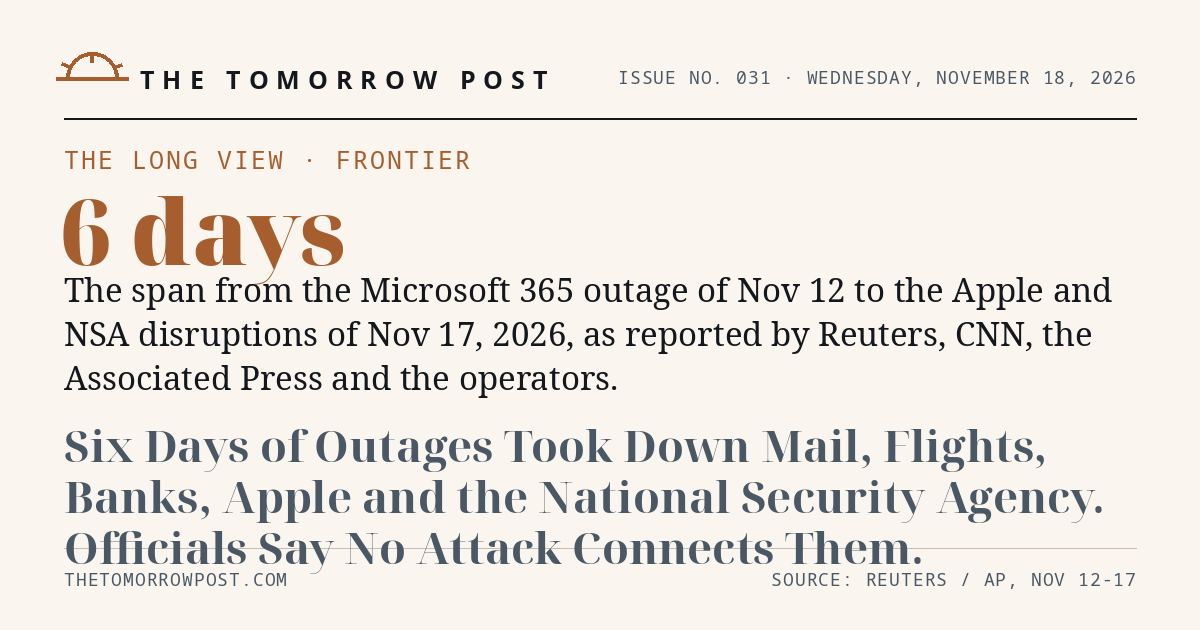 THE TOMORROW POST
ISSUE NO. 031 · WEDNESDAY, NOVEMBER 18, 2026
THE LONG VIEW · FRONTIER
6 days
The span from the Microsoft 365 outage of Nov 12 to the Apple and
NSA disruptions of Nov 17, 2026, as reported by Reuters, CNN, the
Associated Press and the operators.
Six Days of Outages Took Down Mail, Flights,
Banks, Apple and the National Security Agency.
Officials Say No Attack Connects Them.
THETOMORROWPOST.COM
SOURCE: REUTERS / AP, NOV 12-17